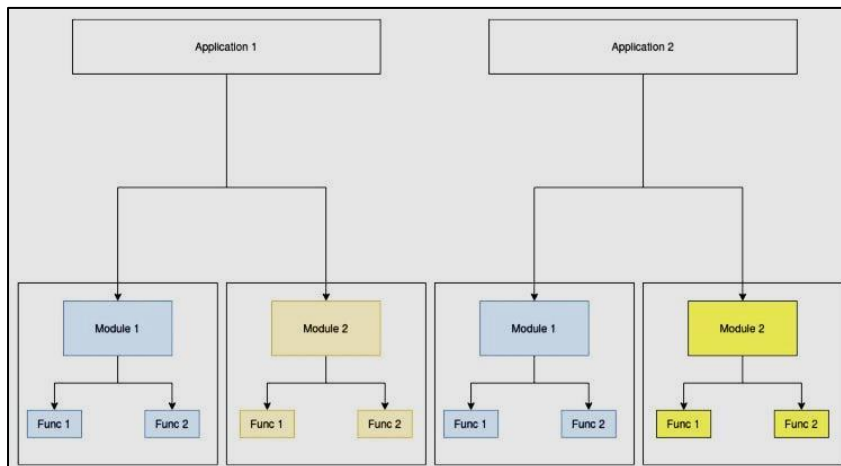 Application 1
Application 2
Module 1
Module 2
Module 1
Module 2
Func 1
Func 2
Func 1
Func 2
Func 1
Func 2
Func 1
Func 2